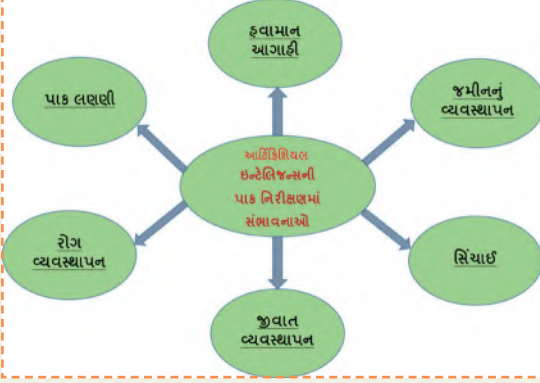 હવામાન
આગાહી
પાક લણણી
જમીનનું
વ્યવસ્થાપન
આર્ટિફિશિયલ
ઇન્ટેલિજન્સની
પાક નિરીક્ષણમાં
સંભાવનાઓ
રોગ
વ્યવસ્થાપન
સિંચાઈ
જીવાત
વ્યવસ્થાપન